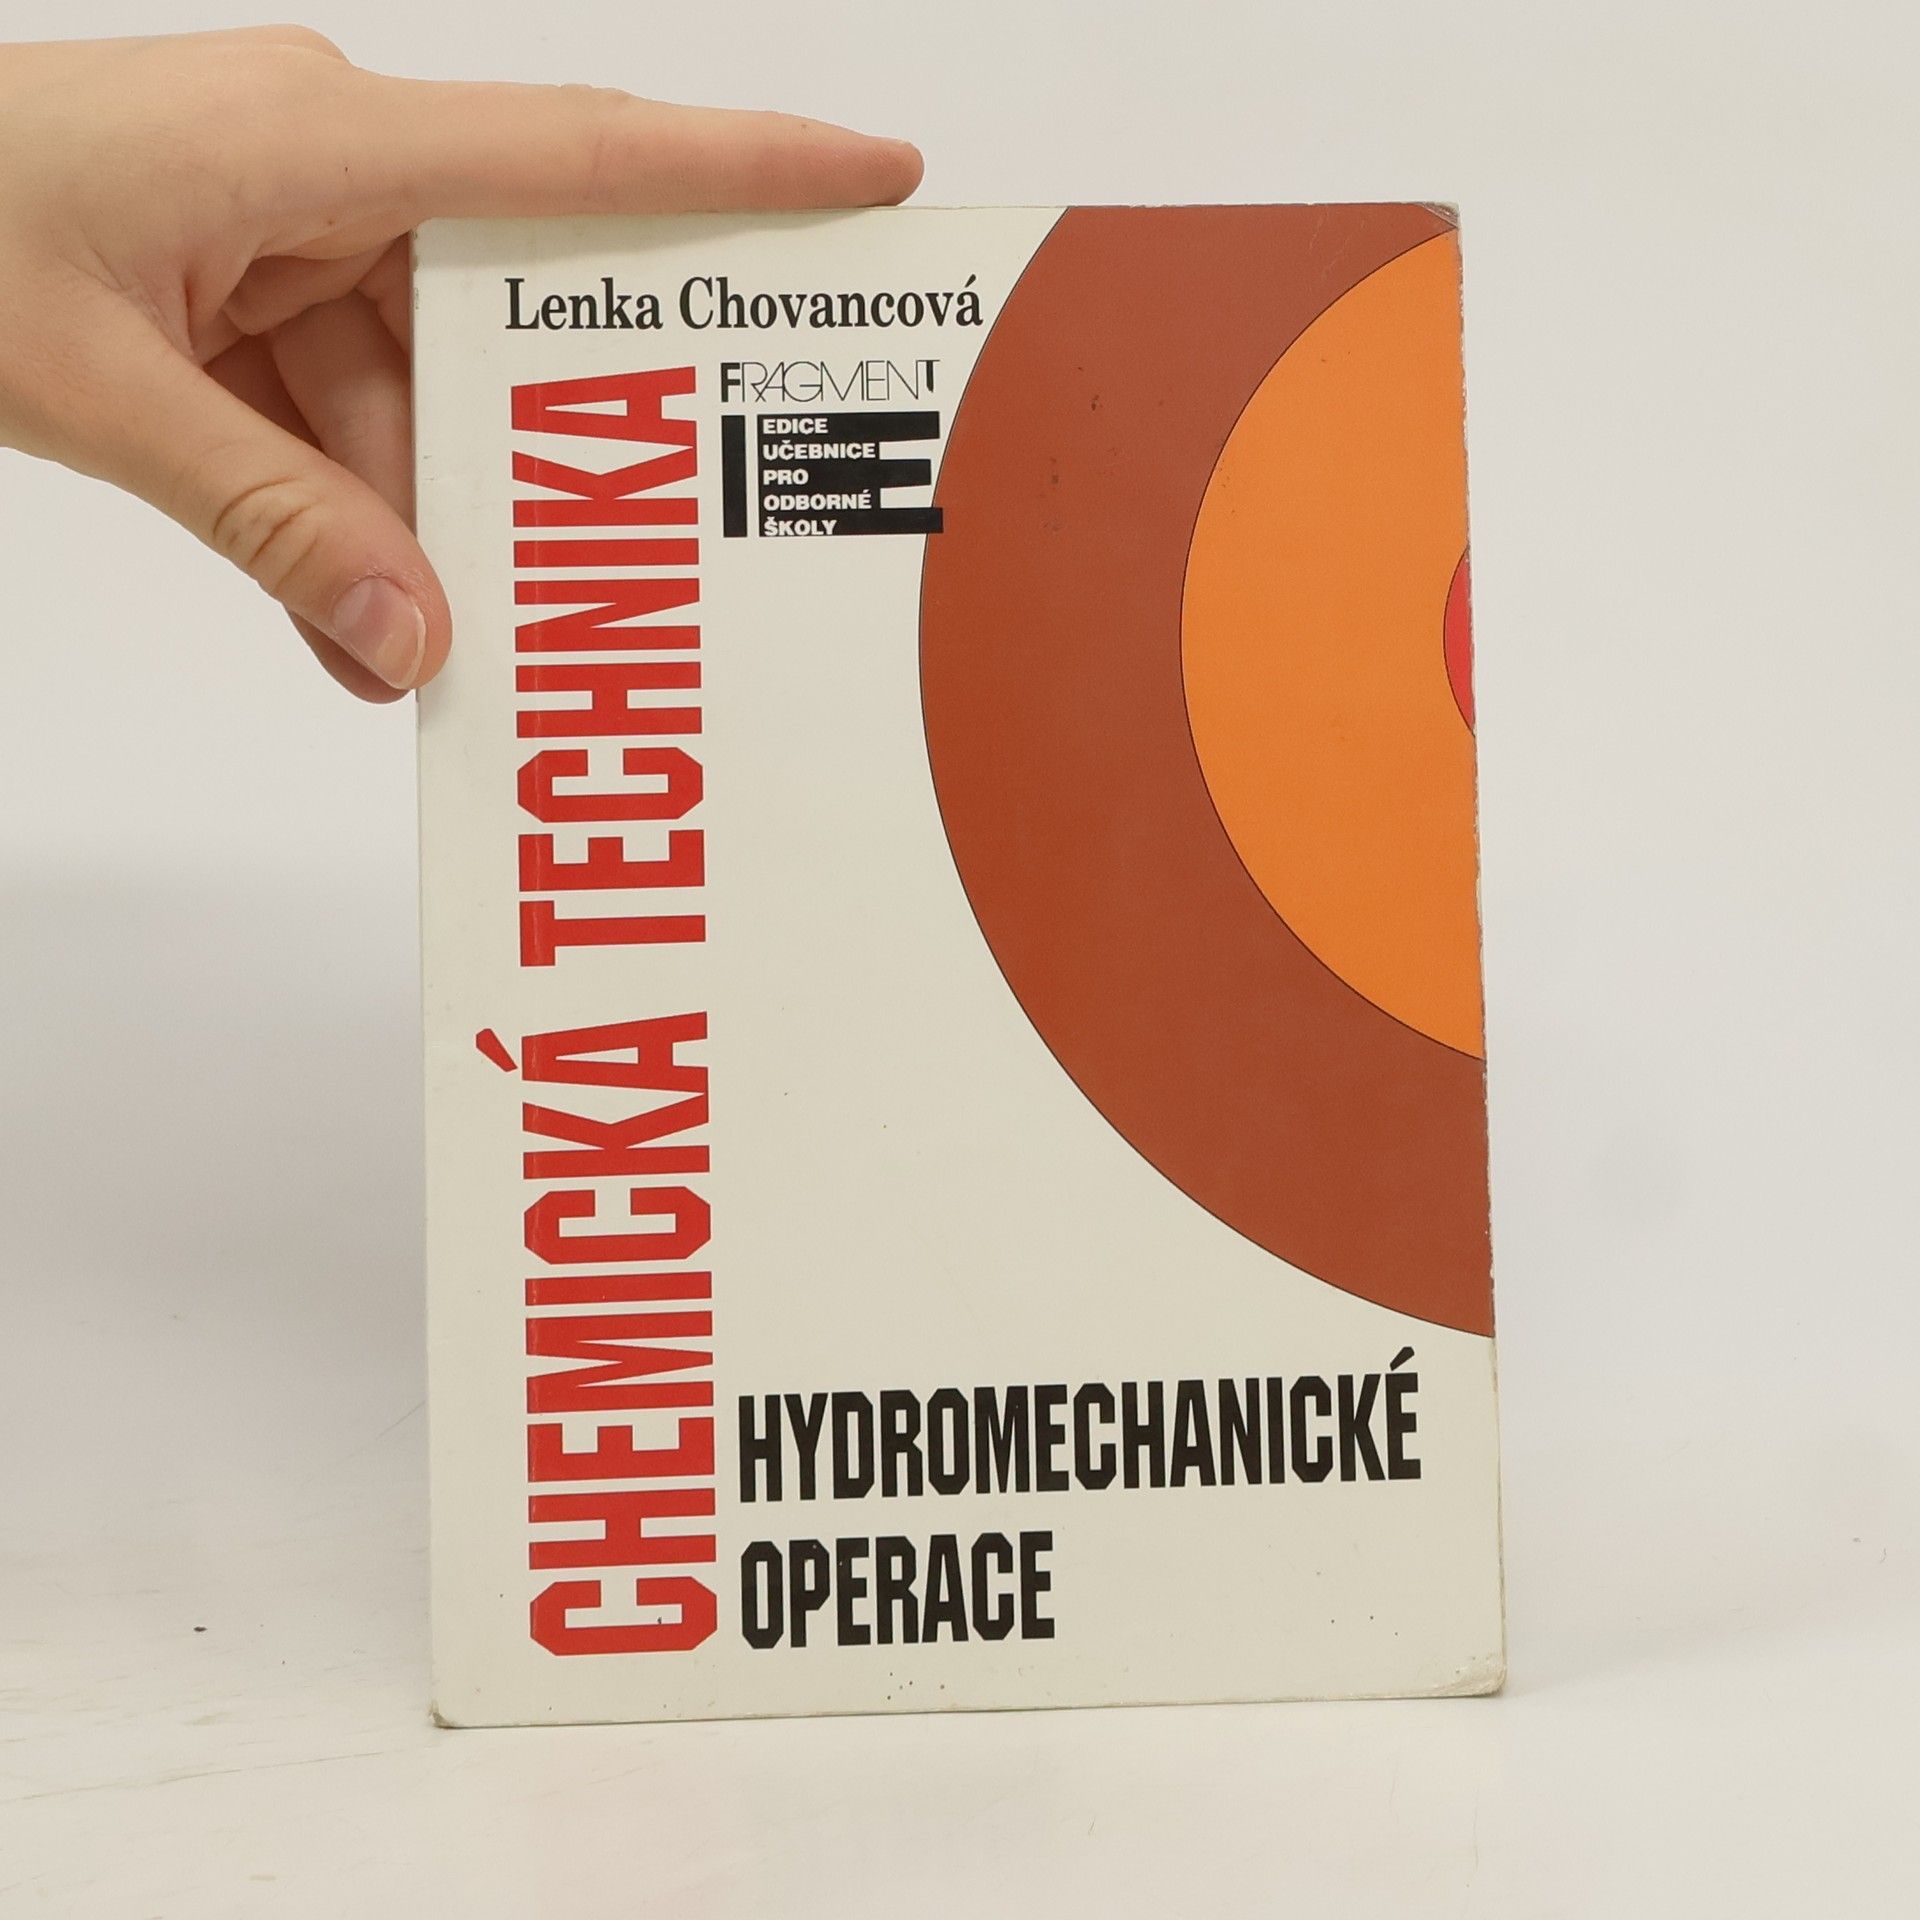 Lenka Chovancová
FRAGMENT
EDICE
UČEBNICE
PRO
ODBORNÉ
ŠKOLY
CHEMICKÁ TECHNIKA
HYDROMECHANICKÉ
OPERACE